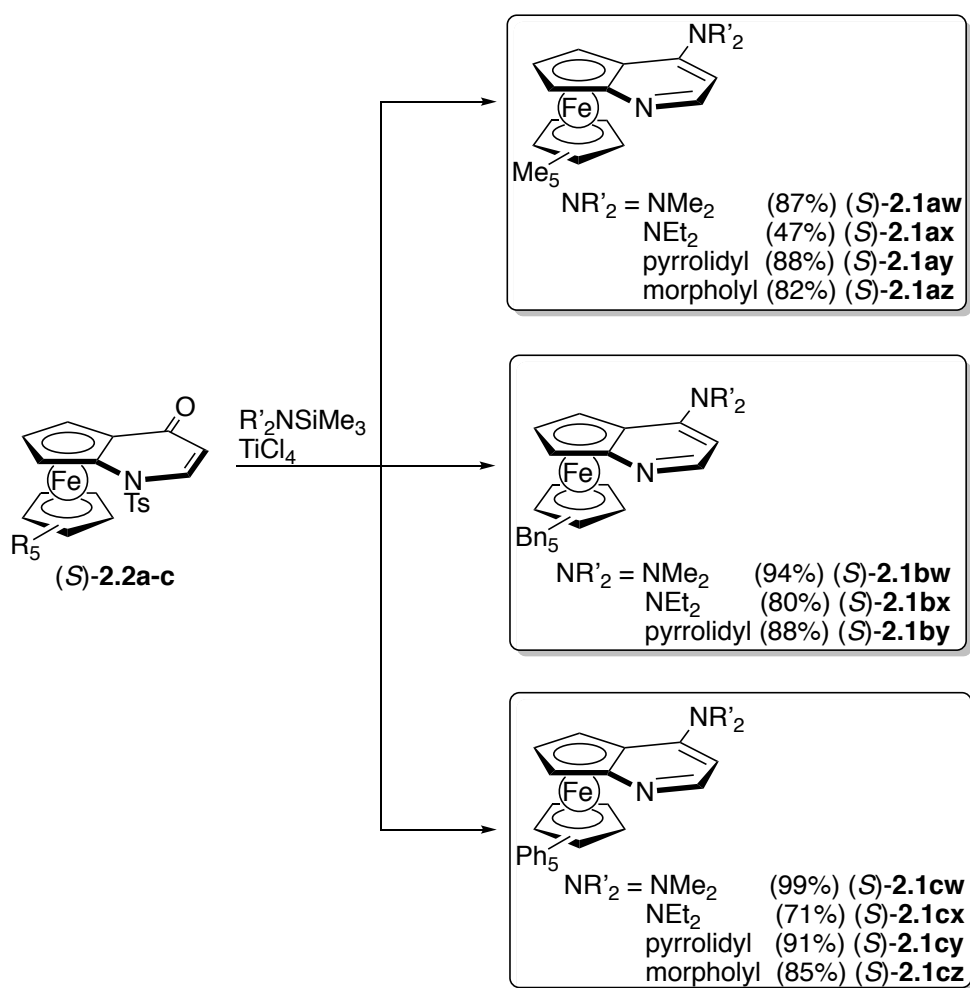 NR'₂
N
Fe
Me₅
NR'₂ = NMe₂ (87%) (S)-2.1aw
NEt₂ (47%) (S)-2.1ax
pyrrolidyl (88%) (S)-2.1ay
morpholyl (82%) (S)-2.1az
O
N
Ts
Fe
R₅
(S)-2.2a-c
R'₂NSiMe₃
TiCl₄
NR'₂
N
Fe
Bn₅
NR'₂ = NMe₂ (94%) (S)-2.1bw
NEt₂ (80%) (S)-2.1bx
pyrrolidyl (88%) (S)-2.1by
NR'₂
N
Fe
Ph₅
NR'₂ = NMe₂ (99%) (S)-2.1cw
NEt₂ (71%) (S)-2.1cx
pyrrolidyl (91%) (S)-2.1cy
morpholyl (85%) (S)-2.1cz